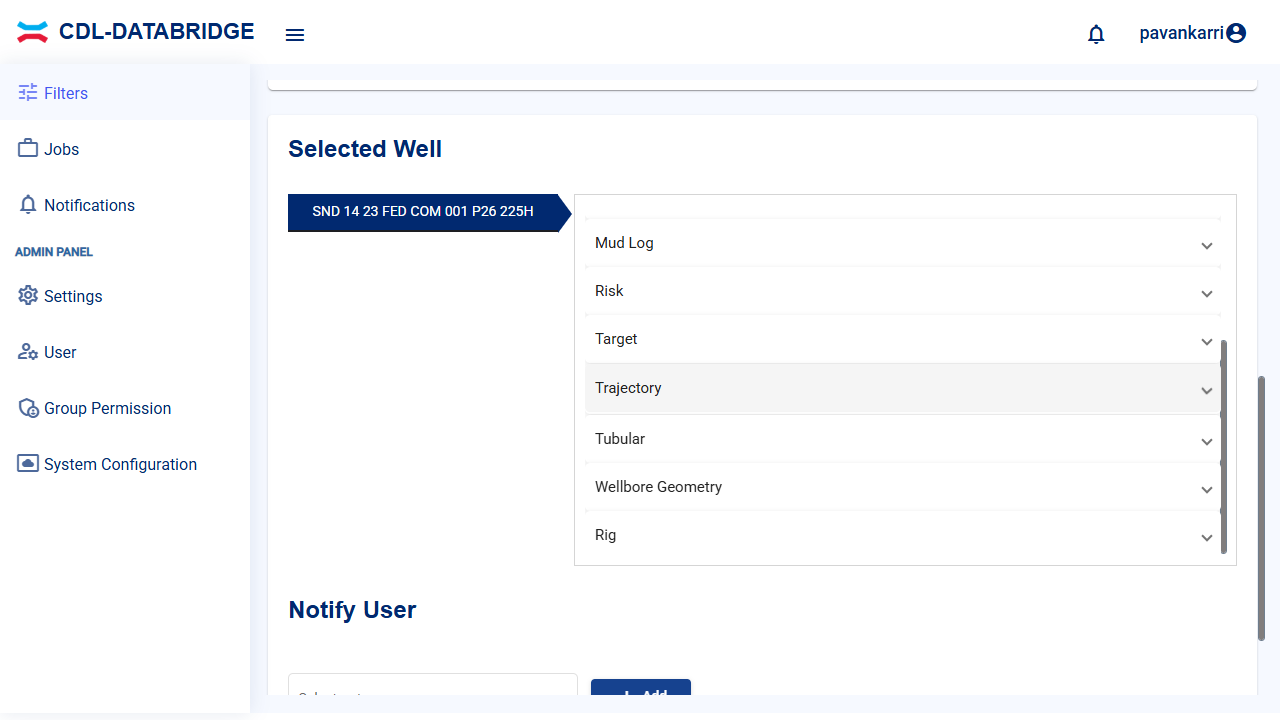 CDL-DATABRIDGE
pavankarri
Filters
Jobs
Notifications
ADMIN PANEL
Settings
User
Group Permission
System Configuration
Selected Well
SND 14 23 FED COM 001 P26 225H
Mud Log
Risk
Target
Trajectory
Tubular
Wellbore Geometry
Rig
Notify User
Add